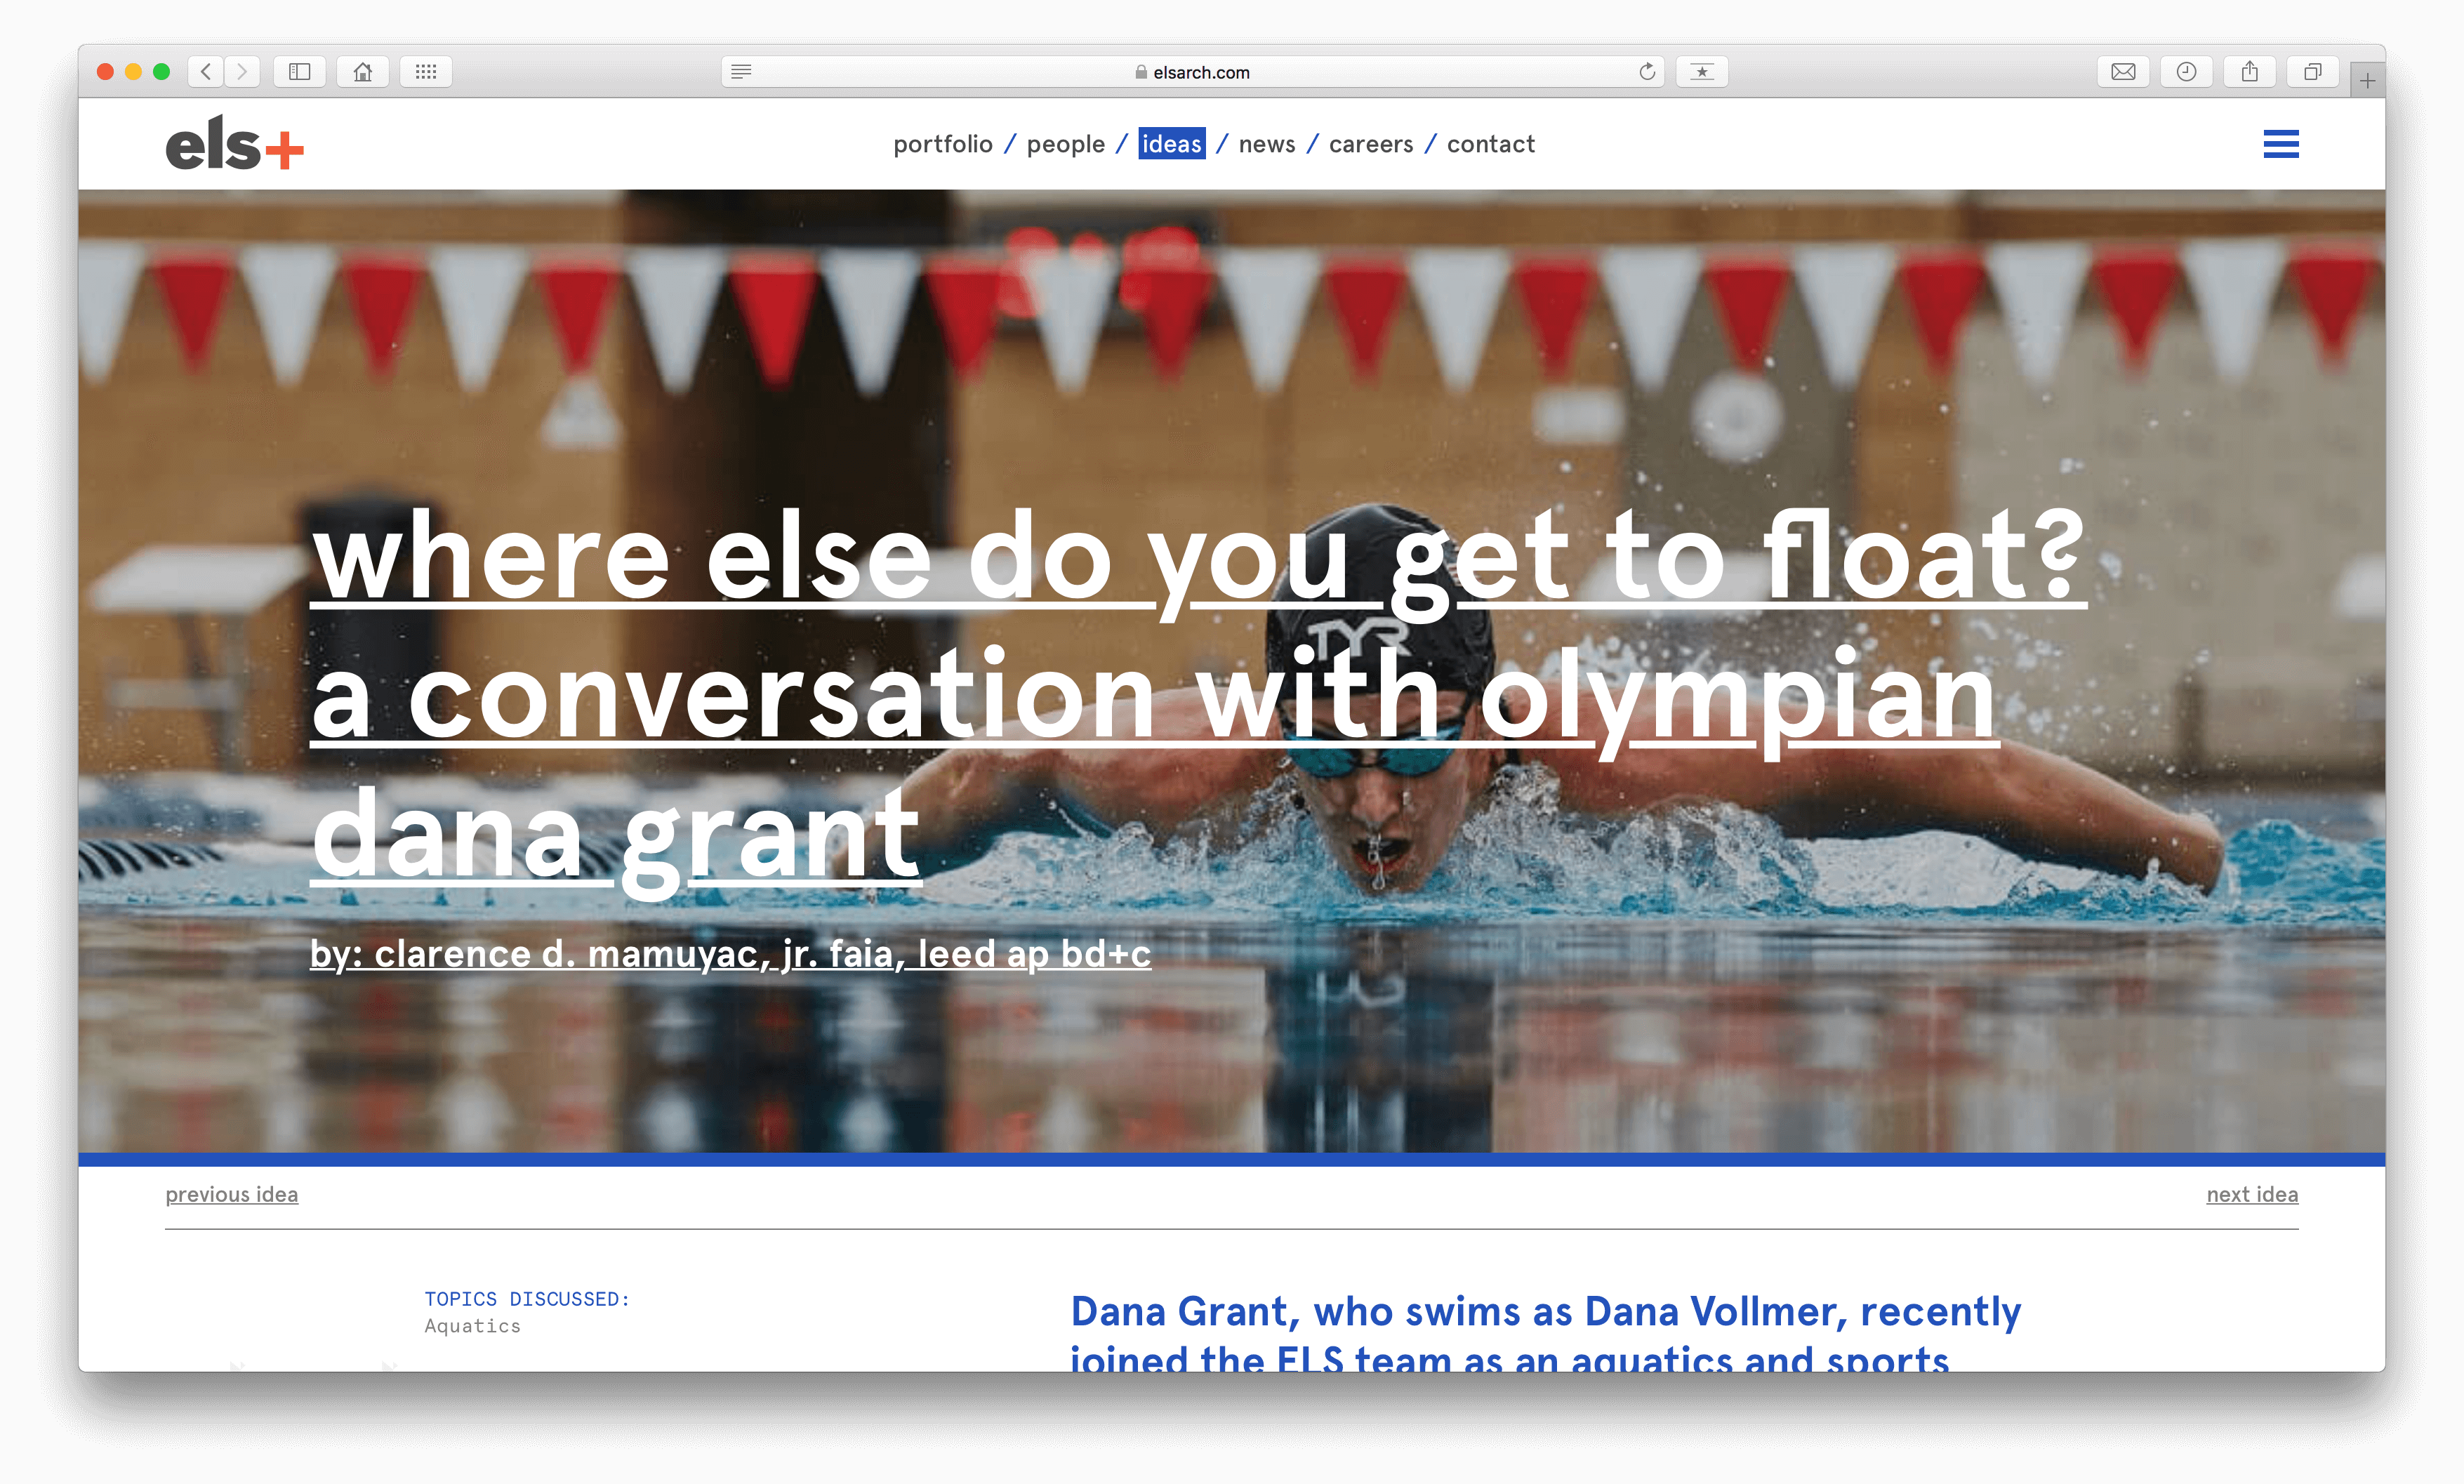 elsarch.com
els+
portfolio / people / ideas / news / careers / contact
where else do you get to float?
TYR
a conversation with olympian
dana grant
by: clarence d. mamuyac, jr. faia, leed ap bd+c
previous idea
next idea
TOPICS DISCUSSED:
Aquatics
Dana Grant, who swims as Dana Vollmer, recently
joined the ELS team as an aquatics and sports